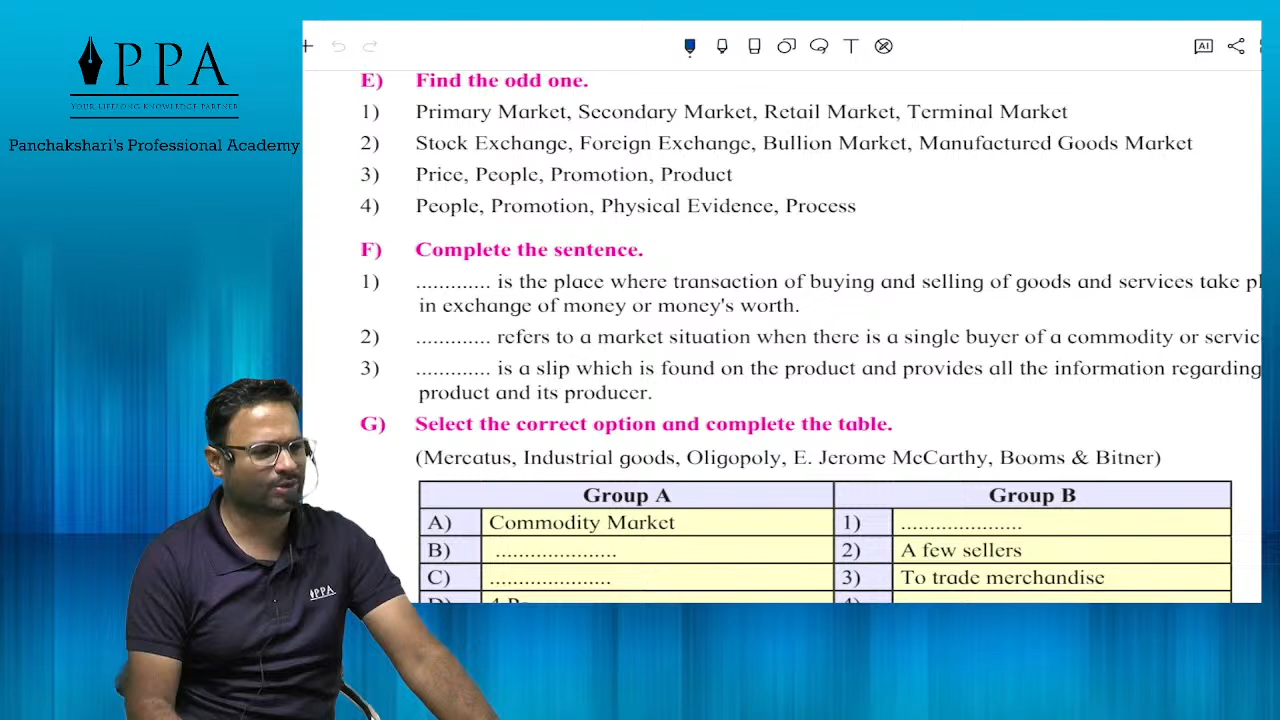 PPA
YOUR LIFELONG KNOWLEDGE PARTNER
Panchakshari's Professional Academy
AI
E) Find the odd one.
1) Primary Market, Secondary Market, Retail Market, Terminal Market
2) Stock Exchange, Foreign Exchange, Bullion Market, Manufactured Goods Market
3) Price, People, Promotion, Product
4) People, Promotion, Physical Evidence, Process
F) Complete the sentence.
1) ............. is the place where transaction of buying and selling of goods and services take pl
in exchange of money or money's worth.
2) ............. refers to a market situation when there is a single buyer of a commodity or servic
3) ............. is a slip which is found on the product and provides all the information regarding
product and its producer.
G) Select the correct option and complete the table.
(Mercatus, Industrial goods, Oligopoly, E. Jerome McCarthy, Booms & Bitner)
Group A Group B
A) Commodity Market 1) .....................
B) ..................... 2) A few sellers
C) ..................... 3) To trade merchandise
PPA